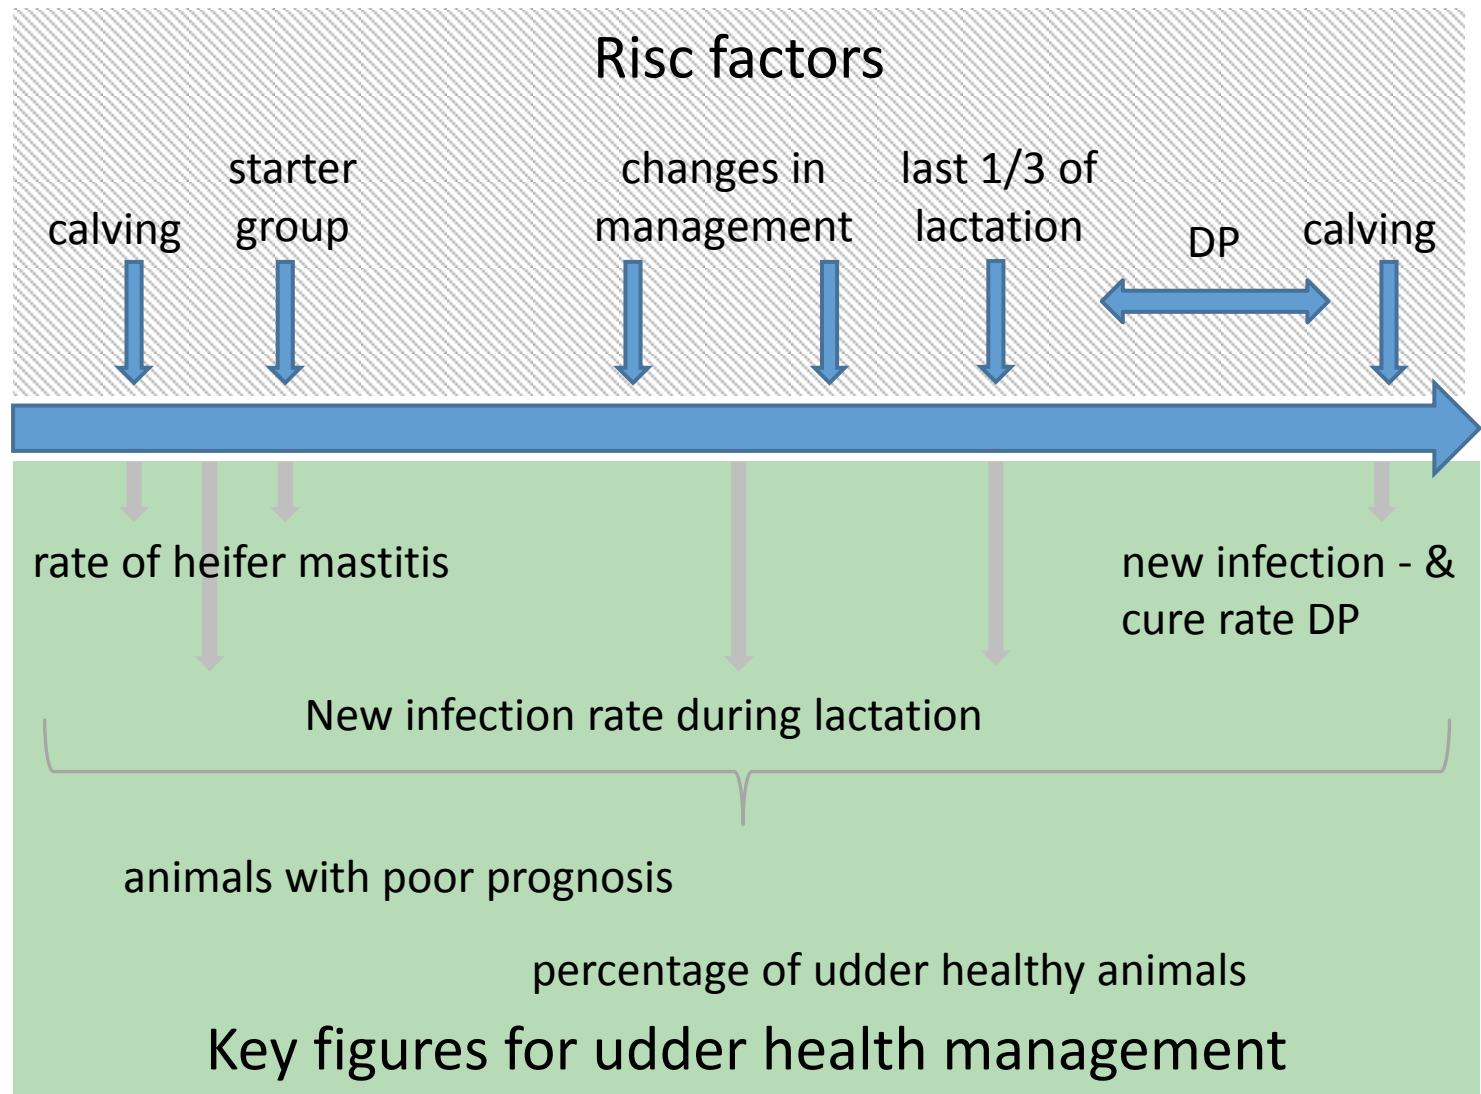 Risc factors
calving
starter
group
changes in
management
last 1/3 of
lactation
DP
calving
rate of heifer mastitis
new infection - &
cure rate DP
New infection rate during lactation
animals with poor prognosis
percentage of udder healthy animals
Key figures for udder health management